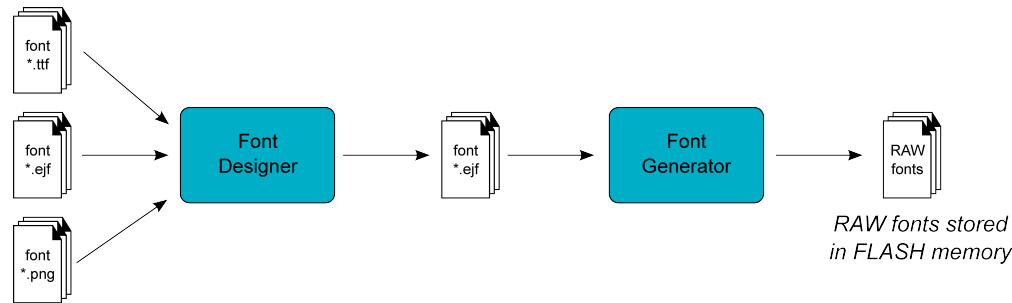 font
*.ttf
font
*.ejf
font
*.png
Font
Designer
font
*.ejf
Font
Generator
RAW
fonts
RAW fonts stored
in FLASH memory